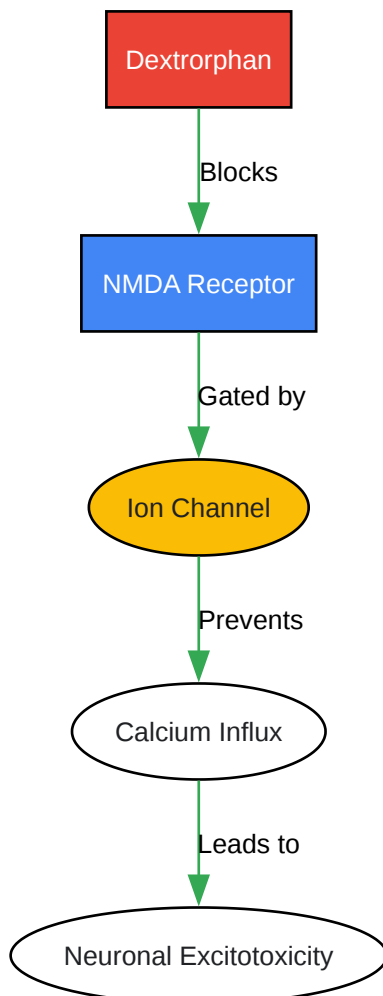 Dextrorphan
Blocks
NMDA Receptor
Gated by
Ion Channel
Prevents
Calcium Influx
Leads to
Neuronal Excitotoxicity